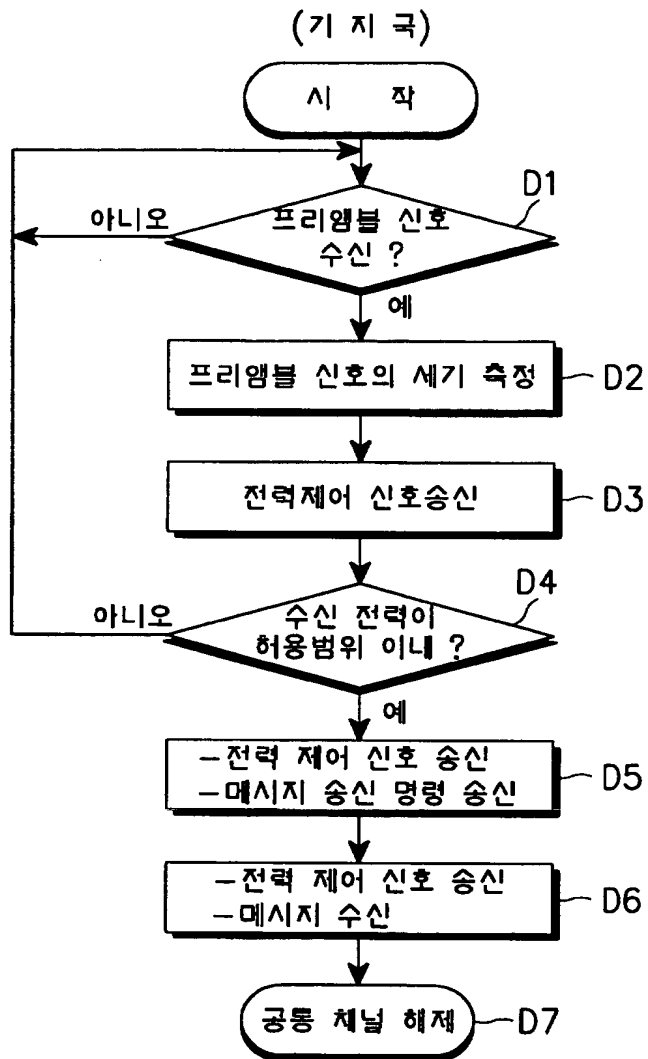 (기 지 국)
시 작
D1
아니오
프리앰블 신호
수신 ?
예
프리앰블 신호의 세기 측정
D2
전력제어 신호송신
D3
D4
아니오
수신 전력이
허용범위 이내 ?
예
-전력 제어 신호 송신
-메시지 송신 명령 송신
D5
-전력 제어 신호 송신
-메시지 수신
D6
공통 채널 해제
D7